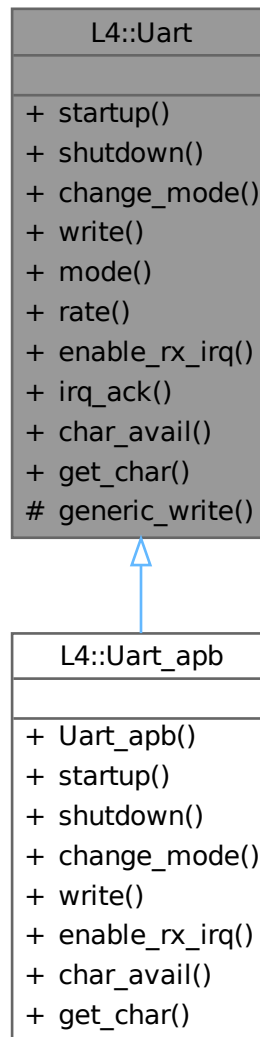 L4::Uart
+ startup()
+ shutdown()
+ change_mode()
+ write()
+ mode()
+ rate()
+ enable_rx_irq()
+ irq_ack()
+ char_avail()
+ get_char()
# generic_write()
L4::Uart_apb
+ Uart_apb()
+ startup()
+ shutdown()
+ change_mode()
+ write()
+ enable_rx_irq()
+ char_avail()
+ get_char()